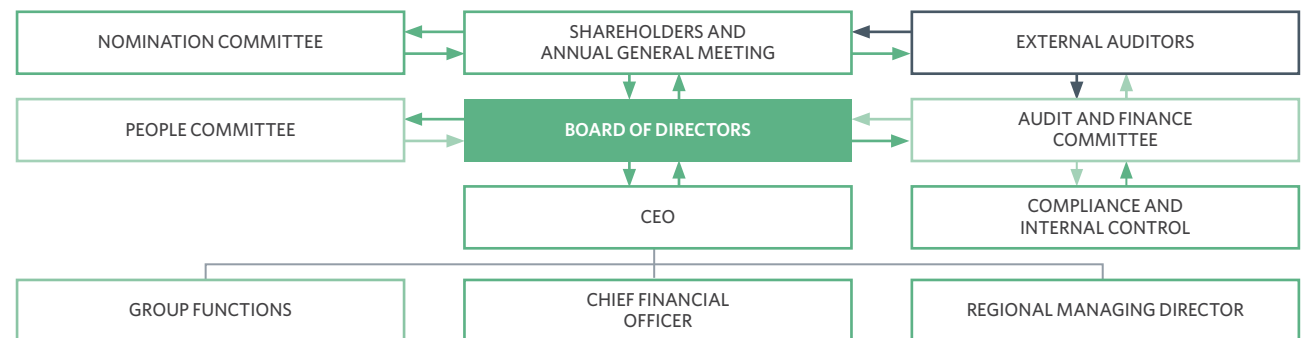 NOMINATION COMMITTEE
SHAREHOLDERS AND
ANNUAL GENERAL MEETING
EXTERNAL AUDITORS
PEOPLE COMMITTEE
BOARD OF DIRECTORS
AUDIT AND FINANCE
COMMITTEE
CEO
COMPLIANCE AND
INTERNAL CONTROL
GROUP FUNCTIONS
CHIEF FINANCIAL
OFFICER
REGIONAL MANAGING DIRECTOR